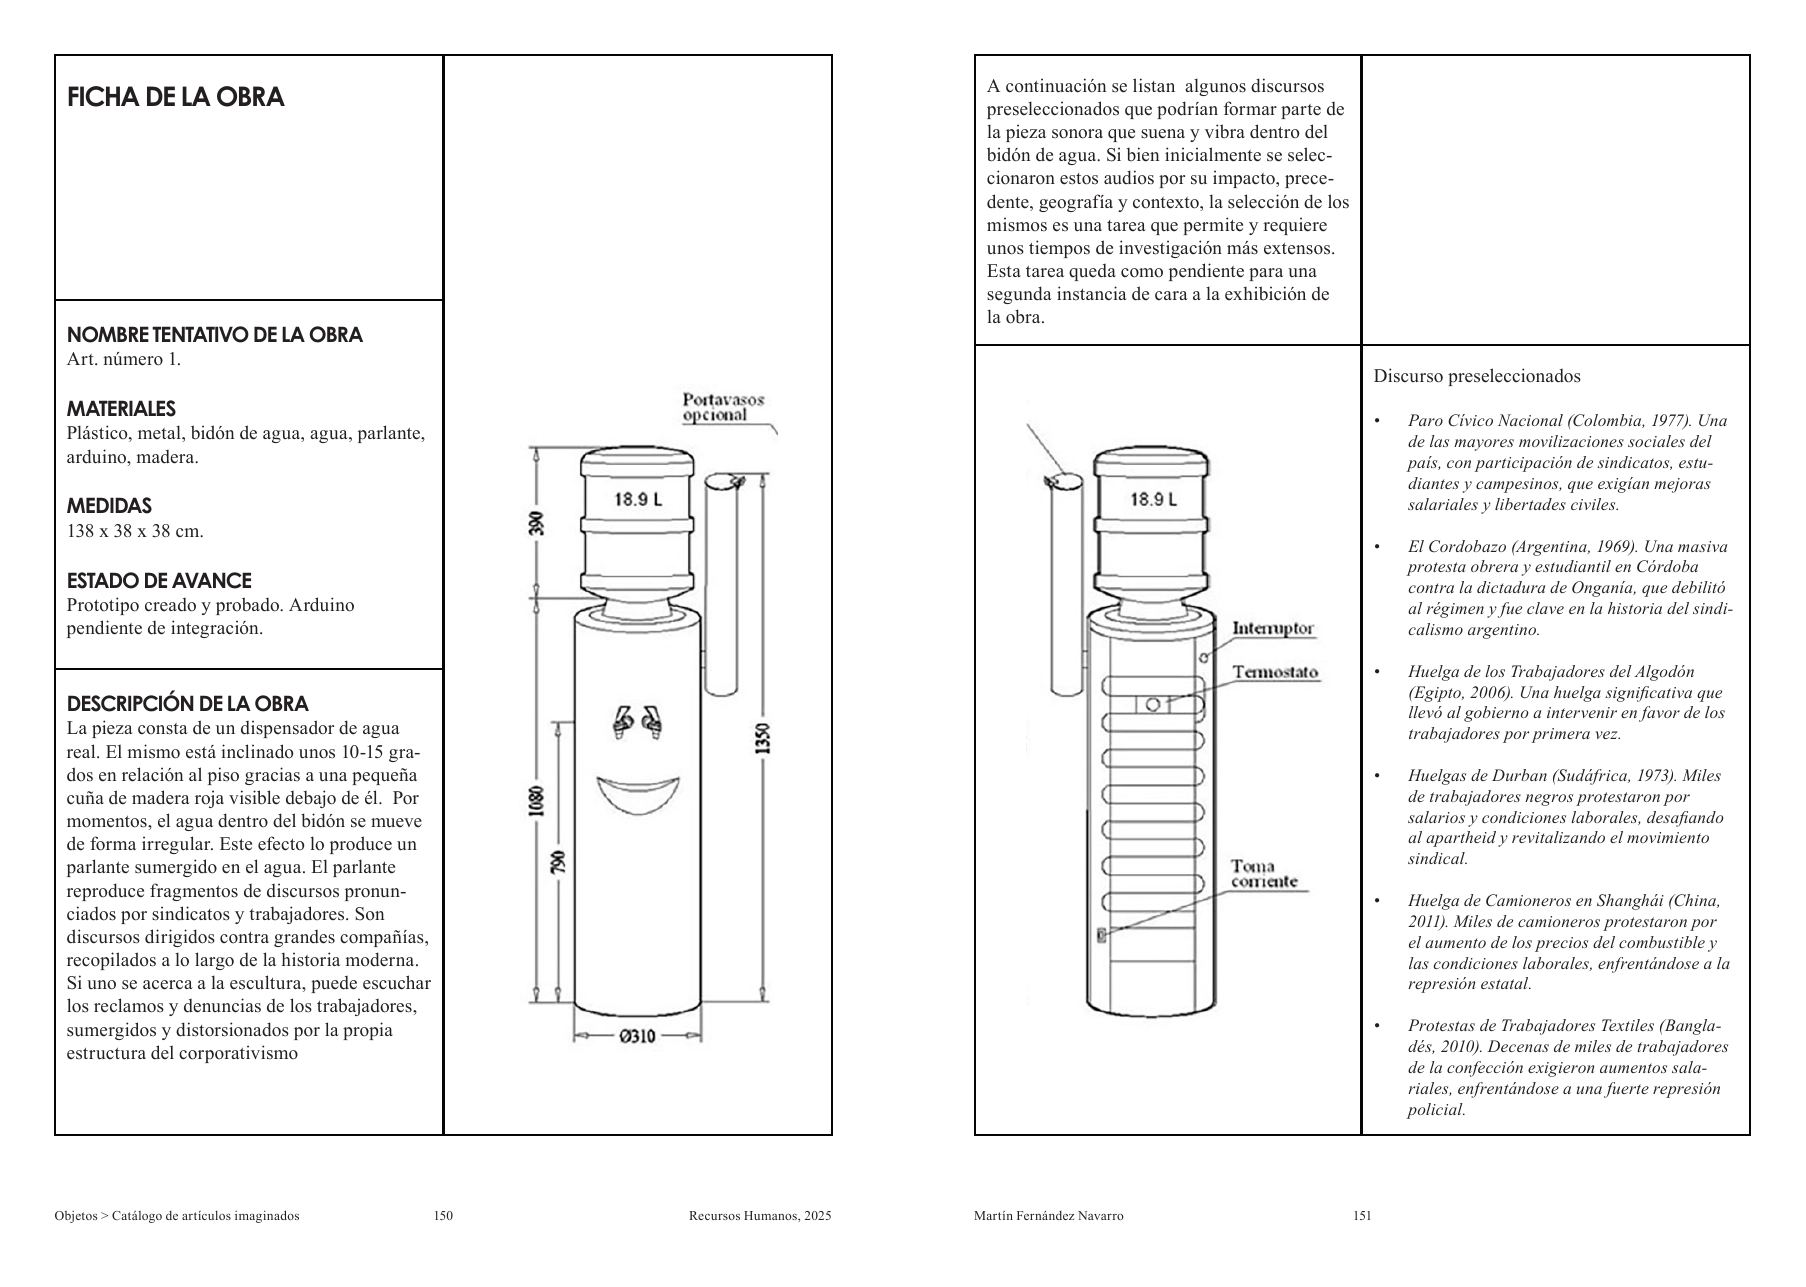 FICHA DE LA OBRA
NOMBRE TENTATIVO DE LA OBRA
Art. número 1.
MATERIALES
Plástico, metal, bidón de agua, agua, parlante,
arduino, madera.
MEDIDAS
138 x 38 x 38 cm.
ESTADO DE AVANCE
Prototipo creado y probado. Arduino
pendiente de integración.
DESCRIPCIÓN DE LA OBRA
La pieza consta de un dispensador de agua
real. El mismo está inclinado unos 10-15 gra-
dos en relación al piso gracias a una pequeña
cuña de madera roja visible debajo de él.  Por
momentos, el agua dentro del bidón se mueve
de forma irregular. Este efecto lo produce un
parlante sumergido en el agua. El parlante
reproduce fragmentos de discursos pronun-
ciados por sindicatos y trabajadores. Son
discursos dirigidos contra grandes compañías,
recopilados a lo largo de la historia moderna.
Si uno se acerca a la escultura, puede escuchar
los reclamos y denuncias de los trabajadores,
sumergidos y distorsionados por la propia
estructura del corporativismo
Portavasos
opcional
18.9 L
390
1080
790
1350
Ø310
Objetos > Catálogo de artículos imaginados
150
Recursos Humanos, 2025
A continuación se listan  algunos discursos
preseleccionados que podrían formar parte de
la pieza sonora que suena y vibra dentro del
bidón de agua. Si bien inicialmente se selec-
cionaron estos audios por su impacto, prece-
dente, geografía y contexto, la selección de los
mismos es una tarea que permite y requiere
unos tiempos de investigación más extensos.
Esta tarea queda como pendiente para una
segunda instancia de cara a la exhibición de
la obra.
18.9 L
Interruptor
Termostato
Toma
corriente
Discurso preseleccionados
• Paro Cívico Nacional (Colombia, 1977). Una
de las mayores movilizaciones sociales del
país, con participación de sindicatos, estu-
diantes y campesinos, que exigían mejoras
salariales y libertades civiles.
• El Cordobazo (Argentina, 1969). Una masiva
protesta obrera y estudiantil en Córdoba
contra la dictadura de Onganía, que debilitó
al régimen y fue clave en la historia del sindi-
calismo argentino.
• Huelga de los Trabajadores del Algodón
(Egipto, 2006). Una huelga significativa que
llevó al gobierno a intervenir en favor de los
trabajadores por primera vez.
• Huelgas de Durban (Sudáfrica, 1973). Miles
de trabajadores negros protestaron por
salarios y condiciones laborales, desafiando
al apartheid y revitalizando el movimiento
sindical.
• Huelga de Camioneros en Shanghái (China,
2011). Miles de camioneros protestaron por
el aumento de los precios del combustible y
las condiciones laborales, enfrentándose a la
represión estatal.
• Protestas de Trabajadores Textiles (Bangla-
dés, 2010). Decenas de miles de trabajadores
de la confección exigieron aumentos sala-
riales, enfrentándose a una fuerte represión
policial.
Martín Fernández Navarro
151